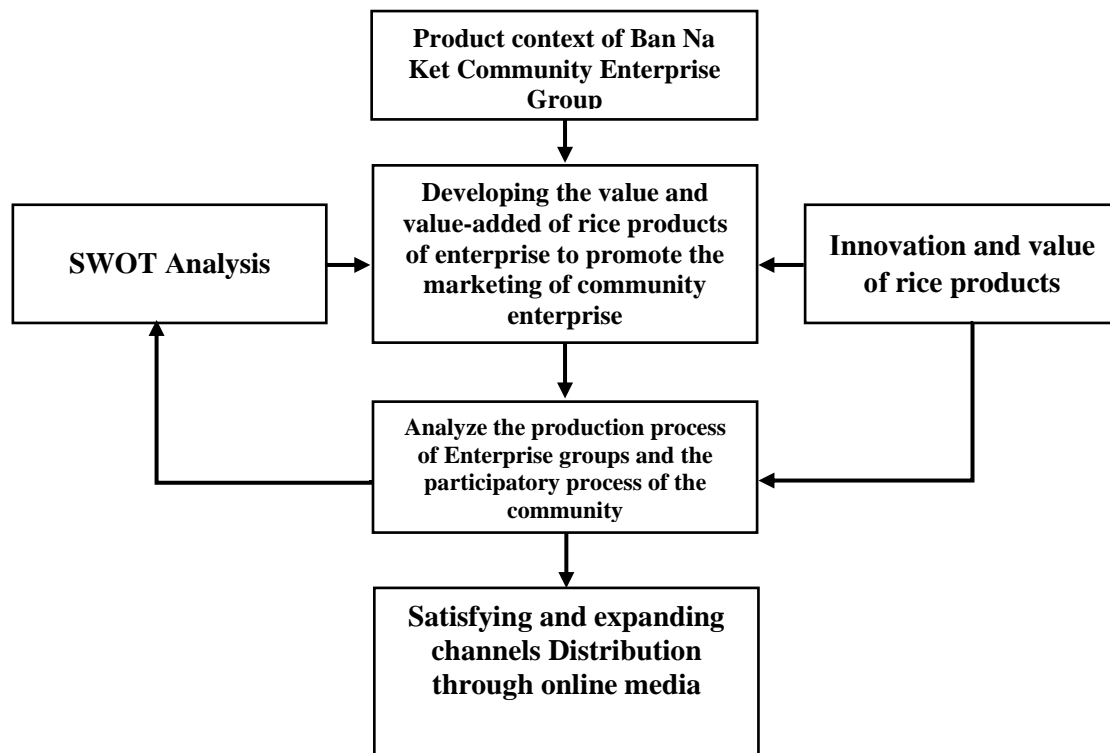 Product context of Ban Na
Ket Community Enterprise
Group
Developing the value and
value-added of rice products
of enterprise to promote the
marketing of community
enterprise
SWOT Analysis
Innovation and value
of rice products
Analyze the production process
of Enterprise groups and the
participatory process of the
community
Satisfying and expanding
channels Distribution
through online media